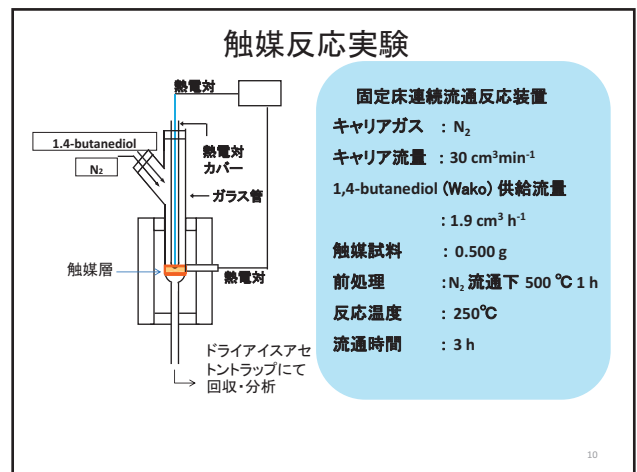 触媒反応実験
熱電対
1.4-butanediol
N₂
熱電対
カバー
ガラス管
触媒層
熱電対
ドライアイスアセ
トントラップにて
回収・分析
固定床連続流通反応装置
キャリアガス : N₂
キャリア流量 : 30 cm³min⁻¹
1,4-butanediol (Wako) 供給流量
: 1.9 cm³ h⁻¹
触媒試料 : 0.500 g
前処理 :N₂ 流通下 500 ℃ 1 h
反応温度 : 250℃
流通時間 : 3 h
10